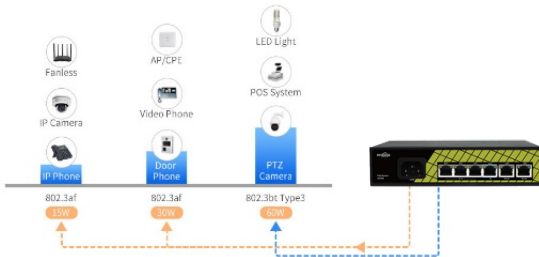 Fanless
IP Camera
IP Phone
802.3af
15W
AP/CPE
Video Phone
Door
Phone
802.3af
30W
LED Light
POS System
PTZ
Camera
802.3bt Type3
60W